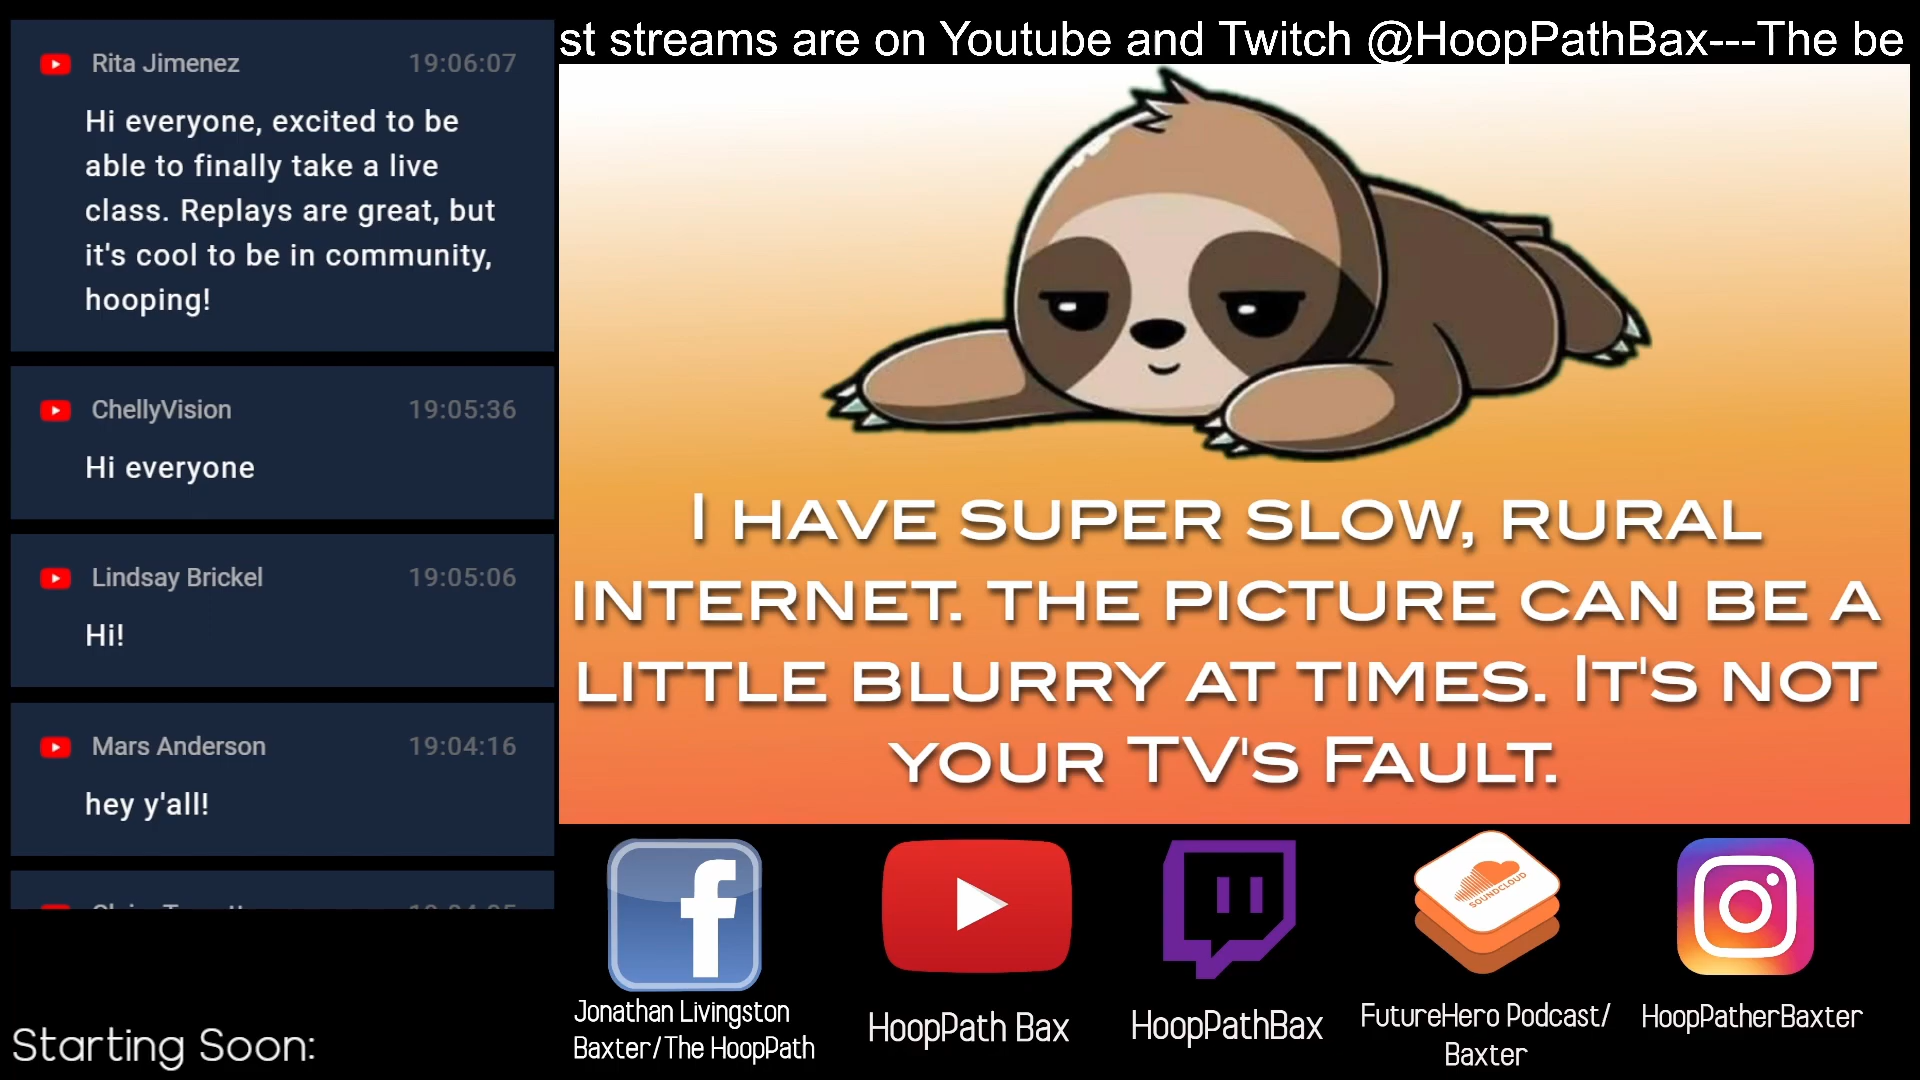 st streams are on Youtube and Twitch @HoopPathBax---The be
Rita Jimenez 19:06:07
Hi everyone, excited to be
able to finally take a live
class. Replays are great, but
it's cool to be in community,
hooping!
ChellyVision 19:05:36
Hi everyone
Lindsay Brickel 19:05:06
Hi!
Mars Anderson 19:04:16
hey y'all!
I HAVE SUPER SLOW, RURAL
INTERNET. THE PICTURE CAN BE A
LITTLE BLURRY AT TIMES. IT'S NOT
YOUR TV'S FAULT.
f
SOUNDCLOUD
Jonathan Livingston
Baxter/The HoopPath
HoopPath Bax
HoopPathBax
FutureHero Podcast/
Baxter
HoopPatherBaxter
Starting Soon: